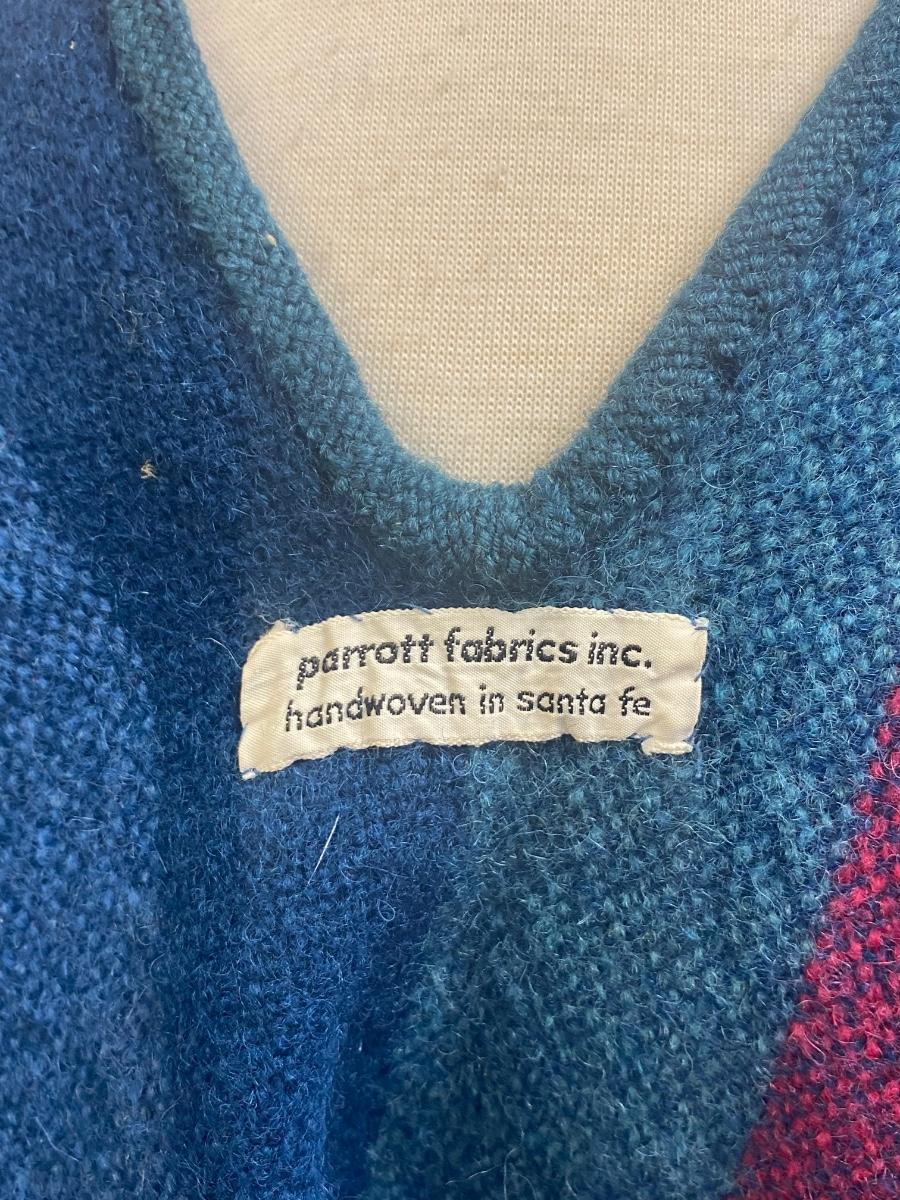 parrott fabrics inc.
handwoven in santa fe